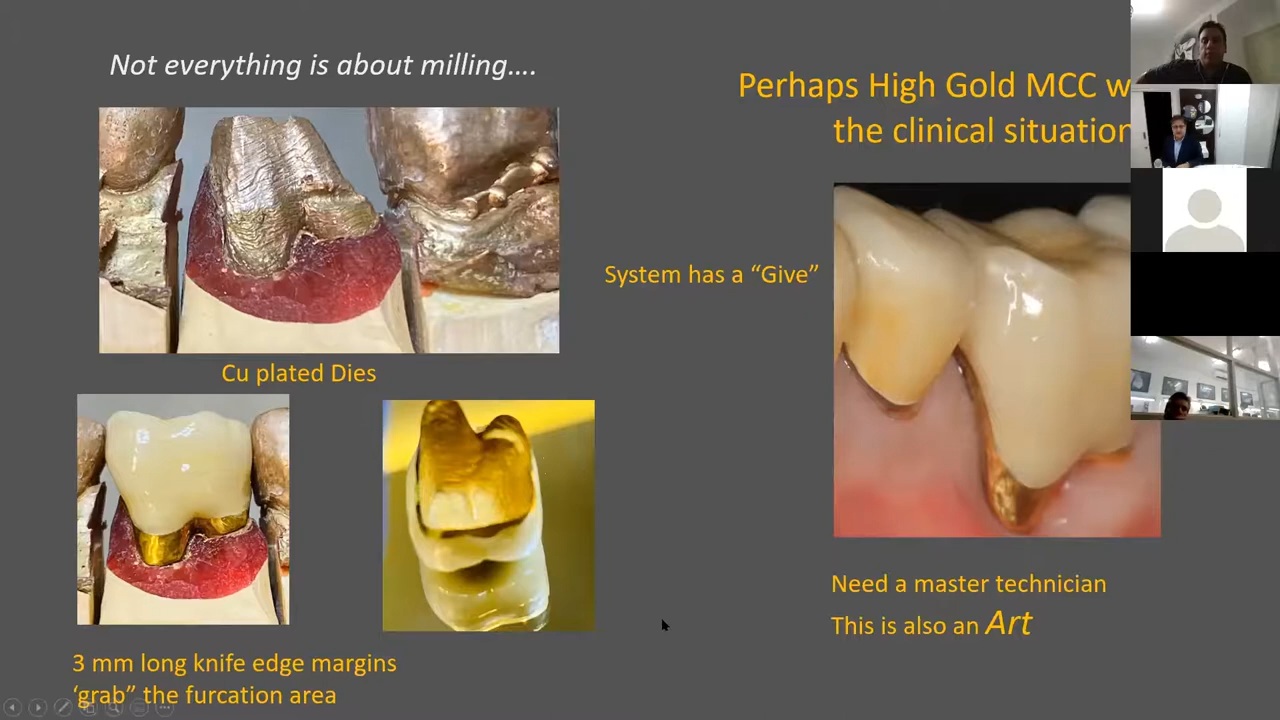 Not everything is about milling....
Perhaps High Gold MCC w
the clinical situation
System has a “Give”
Cu plated Dies
Need a master technician
This is also an Art
3 mm long knife edge margins
‘grab” the furcation area